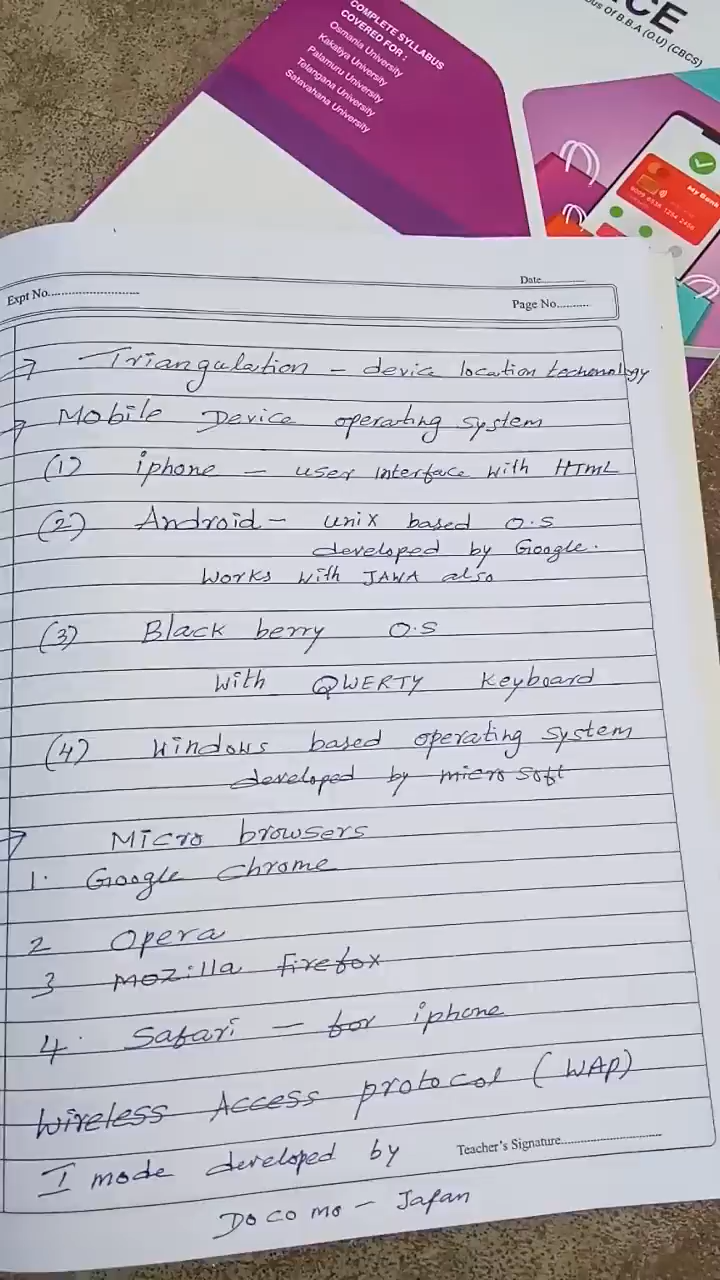 COMPLETE SYLLABUS
COVERED FOR :
Osmania University
Kakatiya University
Palamuru University
Telangana University
Satavahana University
CE
us Of B.B.A (O.U) (CBCS)
My Bank
Expt No.
Date
Page No.
→ Triangulation – device location techonology
→ Mobile Device operating system
(1) iphone – user interface with HTML
(2) Android – unix based O.S
developed by Google.
Works with JAWA also
(3) Black berry O.S
With QWERTY Keyboard
(4) Windows based operating system
developed by micro soft
→ Micro browsers
1. Google Chrome
2 Opera
3 mozilla firefox
4. Safari – for iphone
Wireless Access protocol (WAP)
I mode developed by
Teacher's Signature
Do co mo – Japan